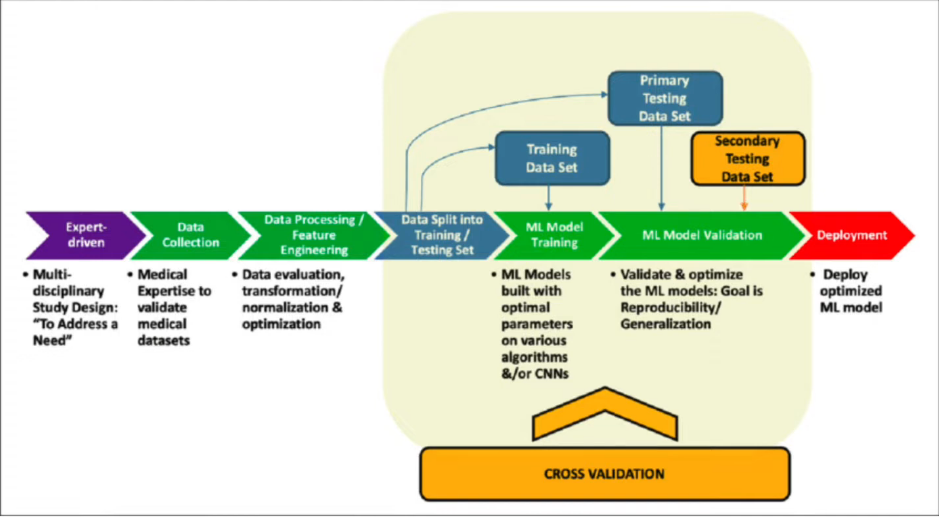 Primary
Testing
Data Set
Training
Data Set
Secondary
Testing
Data Set
Expert-
driven
Data
Collection
Data Processing /
Feature
Engineering
Data Split into
Training /
Testing Set
ML Model
Training
ML Model Validation
Deployment
• Multi-
disciplinary
Study Design:
“To Address a
Need”
• Medical
Expertise to
validate
medical
datasets
• Data evaluation,
transformation/
normalization &
optimization
• ML Models
built with
optimal
parameters
on various
algorithms
&/or CNNs
• Validate & optimize
the ML models: Goal is
Reproducibility/
Generalization
• Deploy
optimized
ML model
CROSS VALIDATION